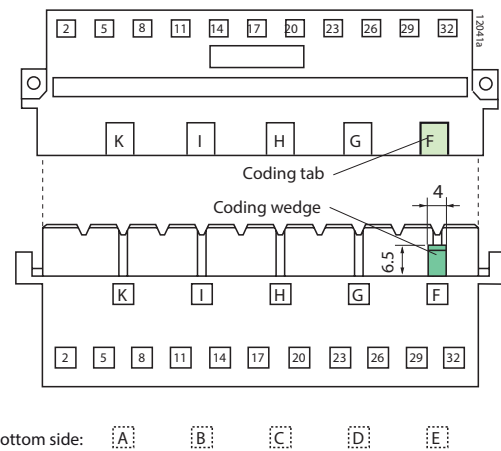 2 5 8 11 14 17 20 23 26 29 32
12041a
K I H G F
Coding tab
4
Coding wedge
6.5
K I H G F
2 5 8 11 14 17 20 23 26 29 32
ottom side: A B C D E